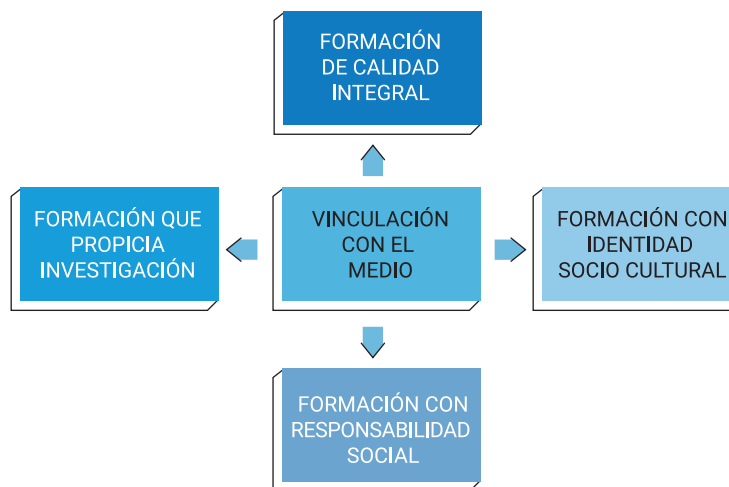 FORMACIÓN
DE CALIDAD
INTEGRAL
FORMACIÓN QUE
PROPICIA
INVESTIGACIÓN
VINCULACIÓN
CON EL
MEDIO
FORMACIÓN CON
IDENTIDAD
SOCIO CULTURAL
FORMACIÓN CON
RESPONSABILIDAD
SOCIAL